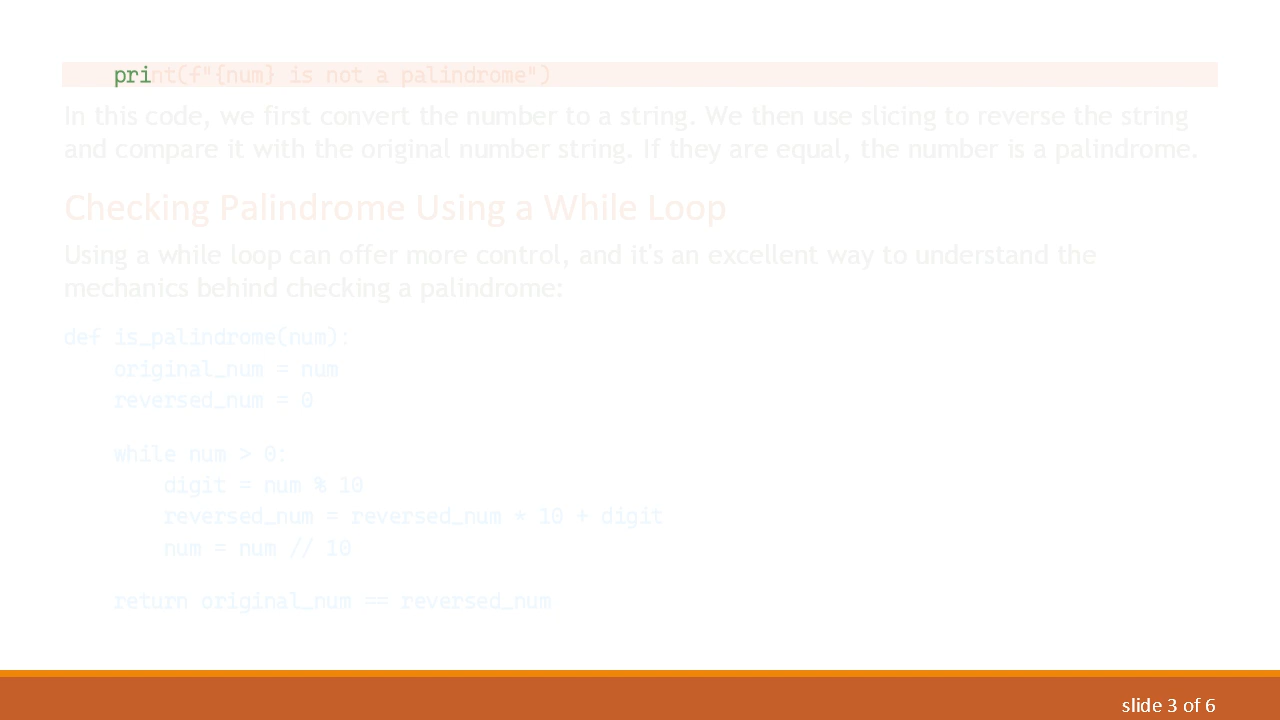 print(f"{num} is not a palindrome")
In this code, we first convert the number to a string. We then use slicing to reverse the string
and compare it with the original number string. If they are equal, the number is a palindrome.
Checking Palindrome Using a While Loop
Using a while loop can offer more control, and it's an excellent way to understand the
mechanics behind checking a palindrome:
def is_palindrome(num):
    original_num = num
    reversed_num = 0
    while num > 0:
        digit = num % 10
        reversed_num = reversed_num * 10 + digit
        num = num // 10
    return original_num == reversed_num
slide 3 of 6